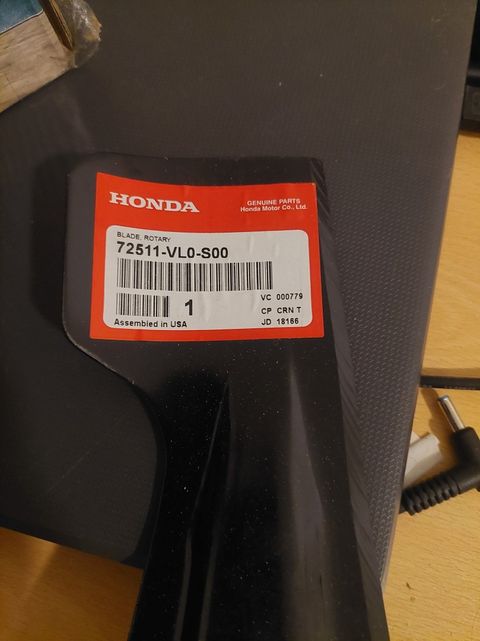 HONDA
GENUINE PARTS
Honda Motor Co., Ltd.
BLADE, ROTARY
72511-VL0-S00
1
VC 000779
CP CRN T
Assembled in USA
JD 18166